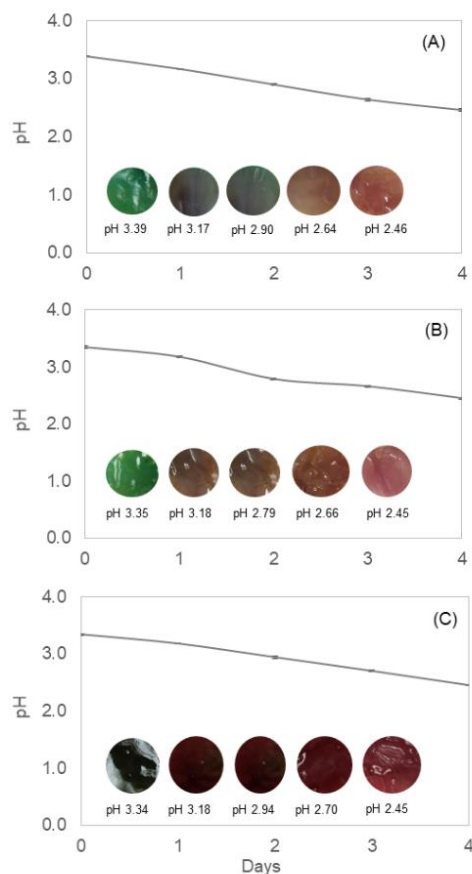 4.0
(A)
3.0
2.0
pH
1.0
pH 3.39 pH 3.17 pH 2.90 pH 2.64 pH 2.46
0.0
0 1 2 3 4
4.0
(B)
3.0
2.0
pH
1.0
pH 3.35 pH 3.18 pH 2.79 pH 2.66 pH 2.45
0.0
0 1 2 3 4
4.0
(C)
3.0
pH
2.0
1.0
pH 3.34 pH 3.18 pH 2.94 pH 2.70 pH 2.45
0.0
0 1 2 3 4
Days